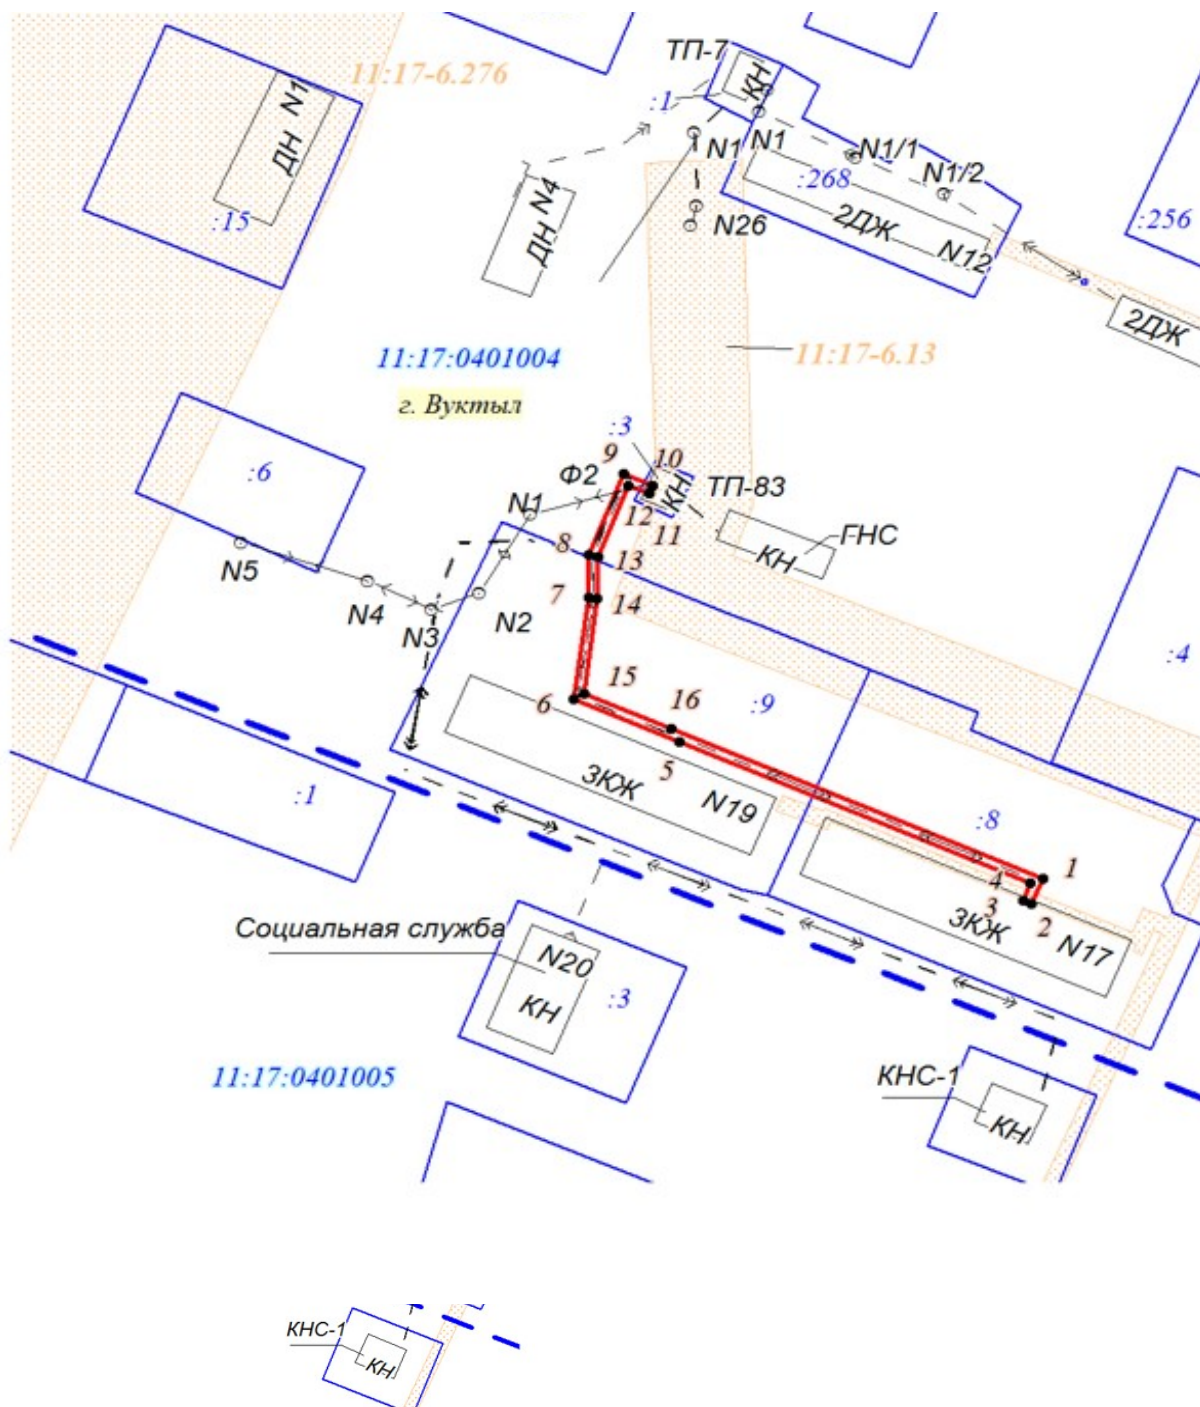 ТП-7
11:17-6.276
КН
:1
ДН N1
N1
N1
N1/1
N1/2
:268
ДН N4
:15
N26
2ДЖ
N12
:256
2ДЖ
11:17:0401004
11:17-6.13
г. Вуктыл
:3
9
10
:6
Ф2
КН
ТП-83
N1
12
11
ГНС
8
13
КН
N5
7
14
N4
N2
N3
:4
15
6
16
:9
5
3КЖ
N19
:1
:8
1
4
3
2
3КЖ
N17
Социальная служба
N20
:3
КН
11:17:0401005
КНС-1
КН
КНС-1
КН